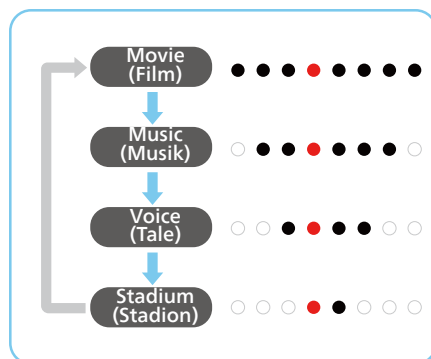 Movie
(Film)
Music
(Musik)
Voice
(Tale)
Stadium
(Stadion)